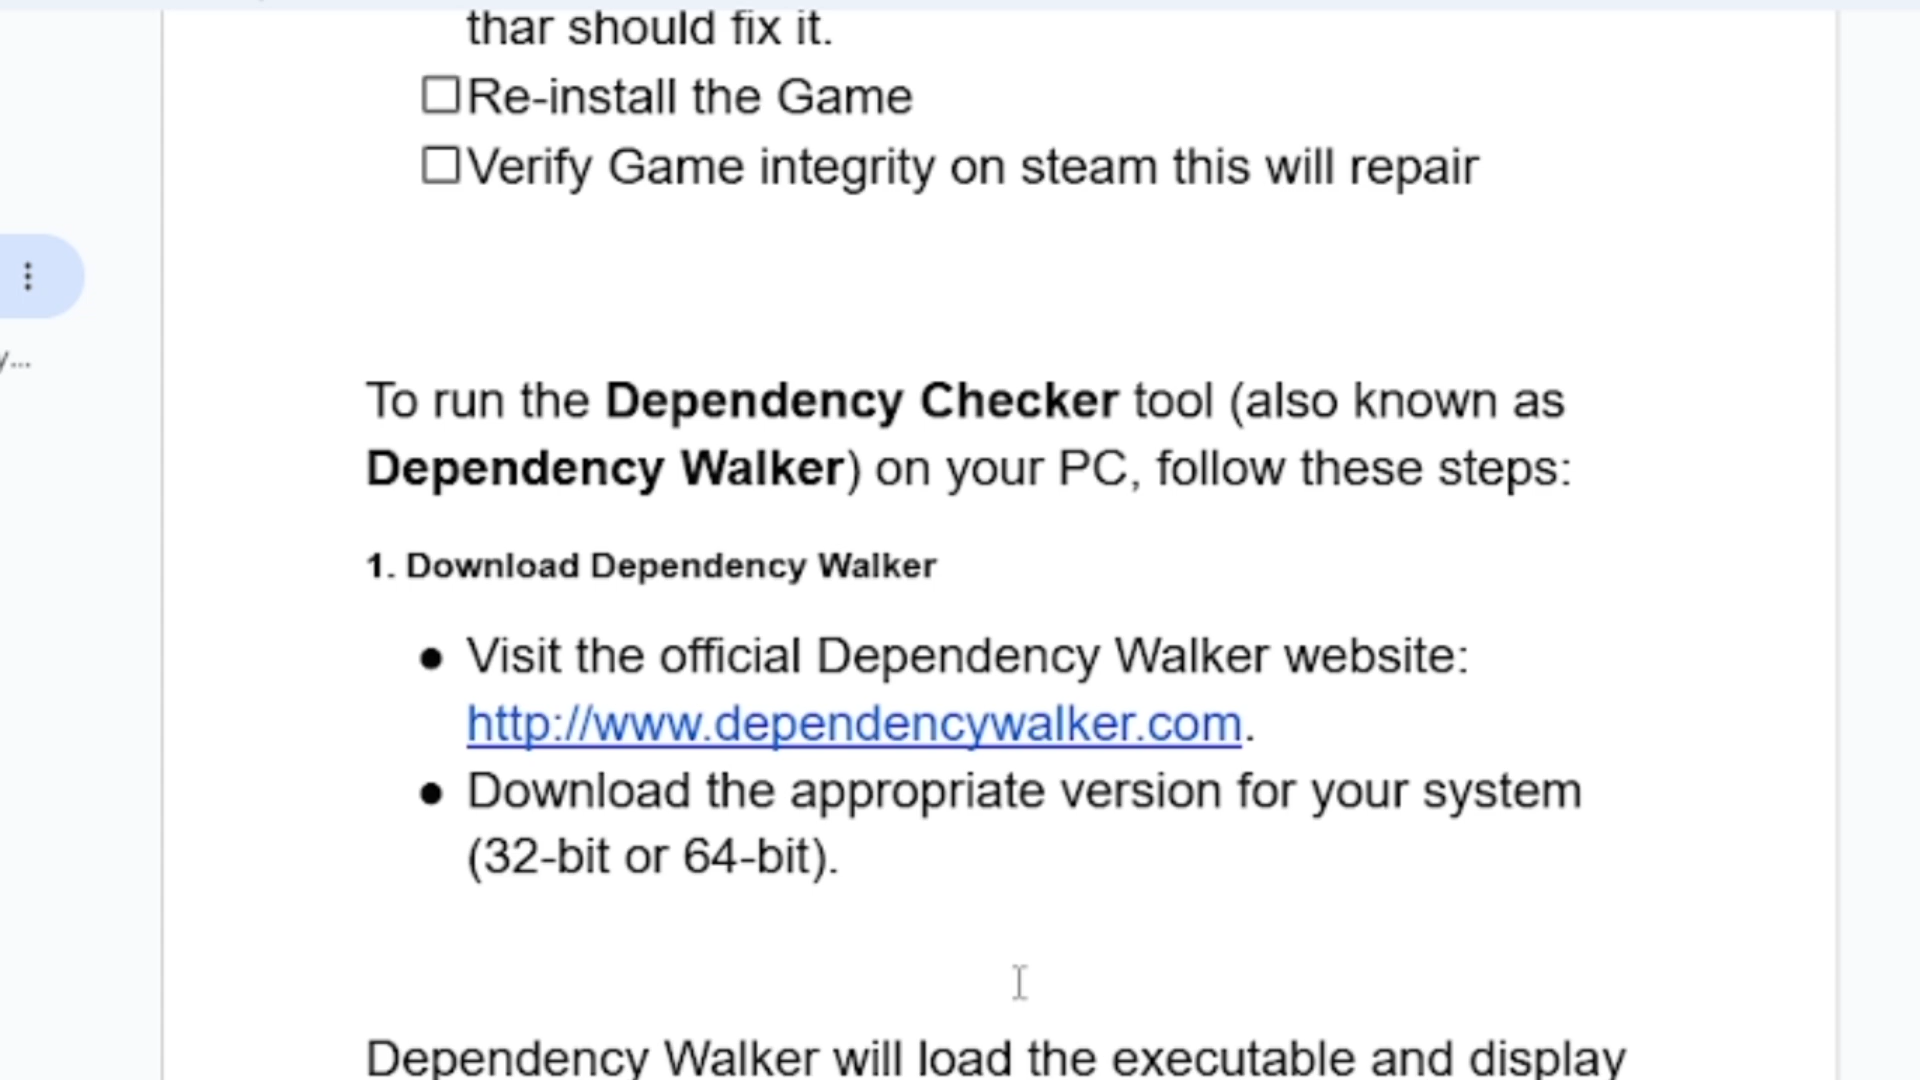 thar should fix it.
Re-install the Game
Verify Game integrity on steam this will repair
y...
To run the Dependency Checker tool (also known as
Dependency Walker) on your PC, follow these steps:
1. Download Dependency Walker
Visit the official Dependency Walker website:
http://www.dependencywalker.com.
Download the appropriate version for your system
(32-bit or 64-bit).
Dependency Walker will load the executable and display